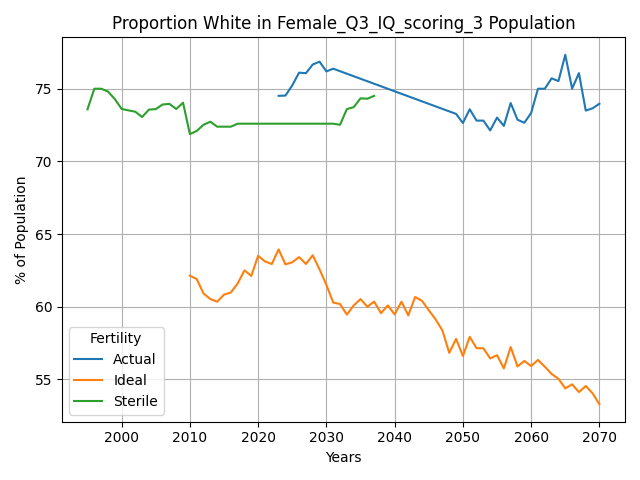 Proportion White in Female_Q3_IQ_scoring_3 Population
% of Population
75
70
65
60
55
Fertility
Actual
Ideal
Sterile
2000 2010 2020 2030 2040 2050 2060 2070
Years